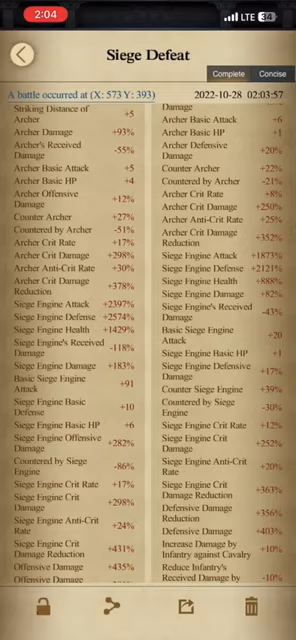 2:04
LTE 34
Siege Defeat
Complete
Concise
A battle occurred at (X: 573 Y: 393)
2022-10-28 02:03:57
Striking Distance of
Archer +5
Archer Damage +93%
Archer's Received
Damage -55%
Archer Basic Attack +5
Archer Basic HP +4
Archer Offensive
Damage +12%
Counter Archer +27%
Countered by Archer -51%
Archer Crit Rate +17%
Archer Crit Damage +298%
Archer Anti-Crit Rate +30%
Archer Crit Damage
Reduction +378%
Siege Engine Attack +2397%
Siege Engine Defense +2574%
Siege Engine Health +1429%
Siege Engine's Received
Damage -118%
Siege Engine Damage +183%
Basic Siege Engine
Attack +91
Siege Engine Basic
Defense +10
Siege Engine Basic HP +6
Siege Engine Offensive
Damage +282%
Countered by Siege
Engine -86%
Siege Engine Crit Rate +17%
Siege Engine Crit
Damage +298%
Siege Engine Anti-Crit
Rate +24%
Siege Engine Crit
Damage Reduction +431%
Offensive Damage +435%
Offensive Damage
Damage
Archer Basic Attack +6
Archer Basic HP +1
Archer Defensive
Damage +20%
Counter Archer +22%
Countered by Archer -21%
Archer Crit Rate +8%
Archer Crit Damage +250%
Archer Anti-Crit Rate +25%
Archer Crit Damage
Reduction +352%
Siege Engine Attack +1873%
Siege Engine Defense +2121%
Siege Engine Health +888%
Siege Engine Damage +82%
Siege Engine's Received
Damage -43%
Basic Siege Engine
Attack +20
Siege Engine Basic HP +1
Siege Engine Defensive
Damage +17%
Counter Siege Engine +39%
Countered by Siege
Engine -30%
Siege Engine Crit Rate +12%
Siege Engine Crit
Damage +252%
Siege Engine Anti-Crit
Rate +20%
Siege Engine Crit
Damage Reduction +363%
Defensive Damage
Reduction +356%
Defensive Damage +403%
Increase Damage by
Infantry against Cavalry +10%
Reduce Infantry's
Received Damage by -10%